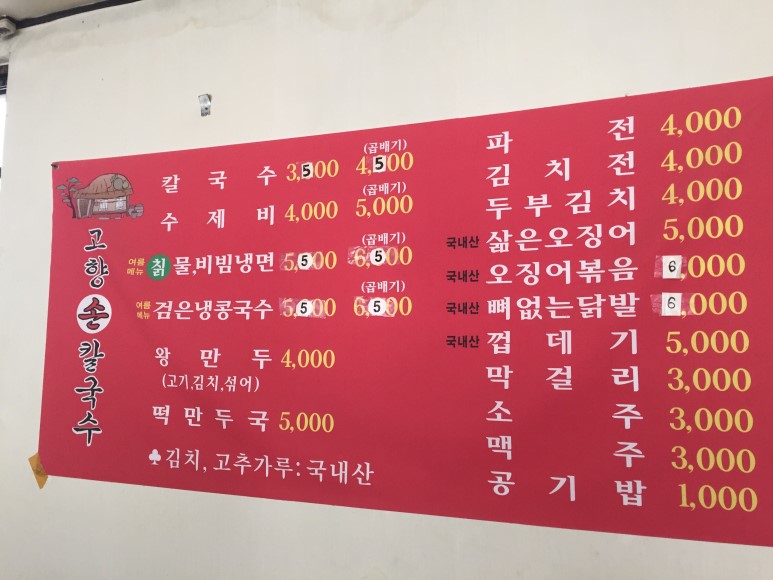 고향손칼국수
칼국수 3,500 (곱배기) 4,500
수제비 4,000 (곱배기) 5,000
여름메뉴 칡 물,비빔냉면 5,500 (곱배기) 6,500
여름메뉴 검은냉콩국수 5,500 (곱배기) 6,500
왕만두 4,000
(고기,김치,섞어)
떡만두국 5,000
♣김치, 고추가루: 국내산
파전 4,000
김치전 4,000
두부김치 4,000
국내산 삶은오징어 5,000
국내산 오징어볶음 6,000
국내산 뼈없는닭발 6,000
국내산 껍데기 5,000
막걸리 3,000
소주 3,000
맥주 3,000
공기밥 1,000